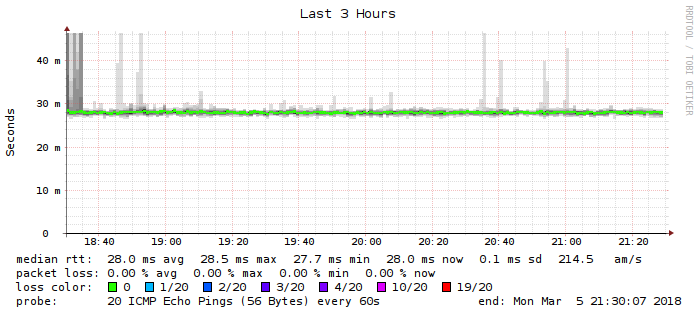 Last 3 Hours
RRDTOOL / TOBI OETIKER
Seconds
40 m
30 m
20 m
10 m
0
18:40 19:00 19:20 19:40 20:00 20:20 20:40 21:00 21:20
median rtt: 28.0 ms avg 28.5 ms max 27.7 ms min 28.0 ms now 0.1 ms sd 214.5 am/s
packet loss: 0.00 % avg 0.00 % max 0.00 % min 0.00 % now
loss color: 0 1/20 2/20 3/20 4/20 10/20 19/20
probe: 20 ICMP Echo Pings (56 Bytes) every 60s end: Mon Mar 5 21:30:07 2018